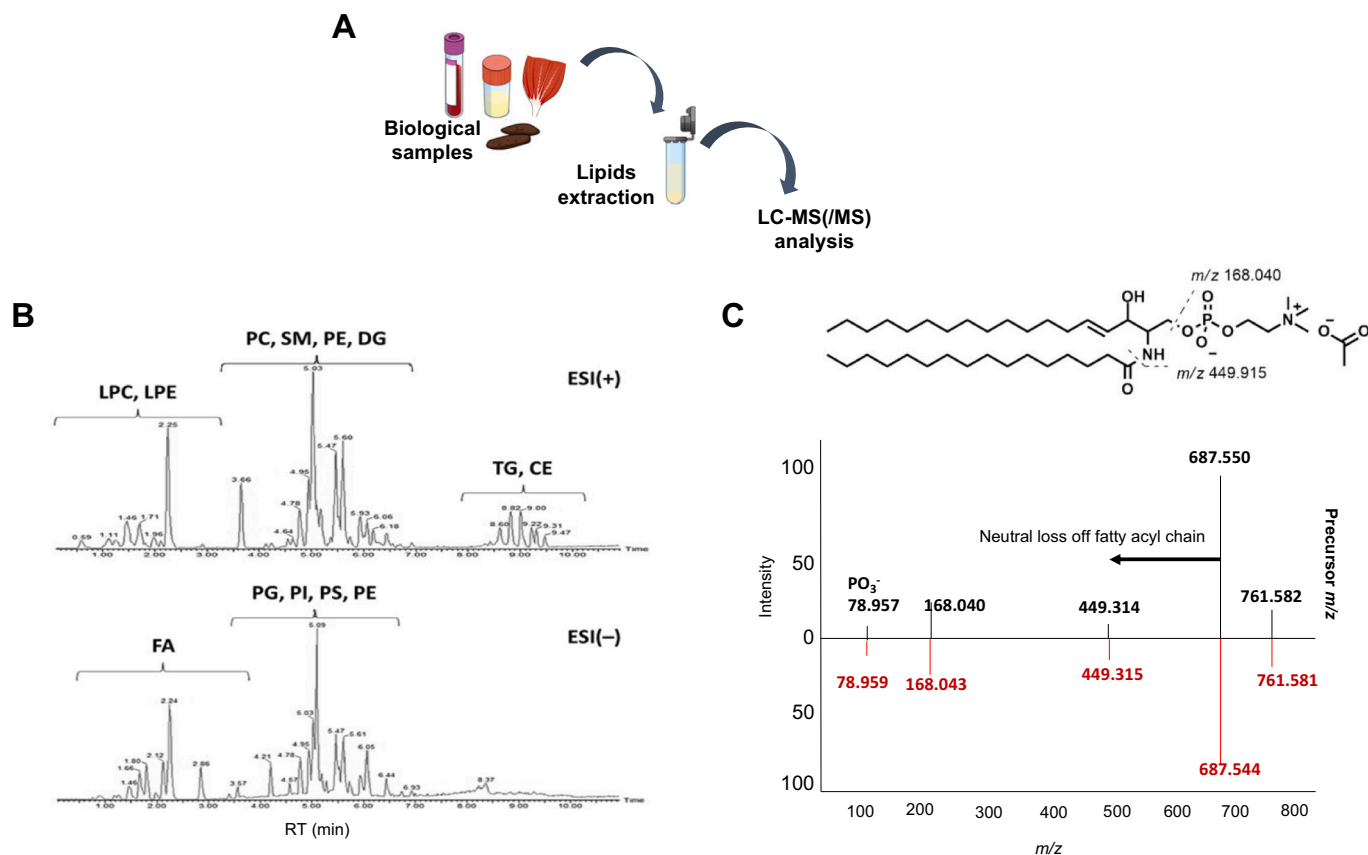 A
Biological
samples
Lipids
extraction
LC-MS(/MS)
analysis
B
PC, SM, PE, DG
ESI(+)
LPC, LPE
TG, CE
5.03
2.25
5.60
5.47
4.95
3.66
4.78
5.93
6.06
6.18
4.64
8.82
9.00
8.60
9.22
9.31
9.47
1.46
1.71
1.96
0.59
1.11
1.00 2.00 3.00 4.00 5.00 6.00 7.00 8.00 9.00 10.00
Time
PG, PI, PS, PE
ESI(–)
FA
5.09
2.24
5.03
5.47
5.61
4.95
6.05
4.21
4.78
4.57
1.80
2.12
1.66
1.46
2.86
3.57
6.44
6.93
8.37
1.00 2.00 3.00 4.00 5.00 6.00 7.00 8.00 9.00 10.00
Time
RT (min)
C
m/z 168.040
OH
O
O P O
O
N
+
−
−O
O
NH
O
m/z 449.915
687.550
100
Neutral loss off fatty acyl chain
Precursor m/z
50
Intensity
PO3-
78.957
168.040
449.314
761.582
0
78.959
168.043
449.315
761.581
50
687.544
100
100 200 300 400 500 600 700 800
m/z